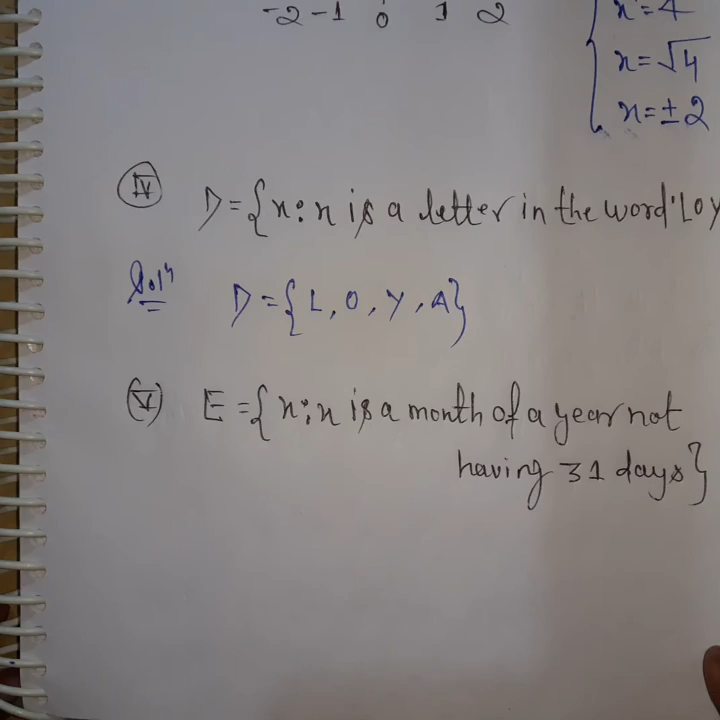 -2 -1 0 1 2
x = 4
x = √4
x = ± 2
(IV) D = {x : x is a letter in the word 'LOY
Solⁿ D = {L, O, Y, A}
(V) E = {x : x is a month of a year not
having 31 days}